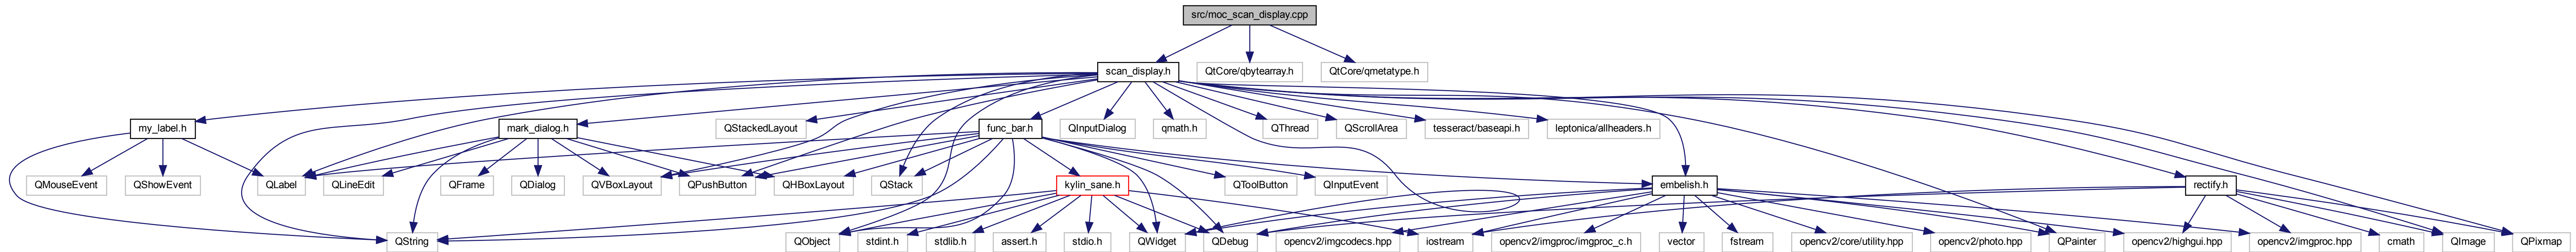 src/moc_scan_display.cpp
scan_display.h
QtCore/qbytearray.h
QtCore/qmetatype.h
my_label.h
mark_dialog.h
QStackedLayout
func_bar.h
QInputDialog
qmath.h
QThread
QScrollArea
tesseract/baseapi.h
leptonica/allheaders.h
QMouseEvent
QShowEvent
QLabel
QLineEdit
QFrame
QDialog
QVBoxLayout
QPushButton
QHBoxLayout
QStack
kylin_sane.h
QToolButton
QInputEvent
embelish.h
rectify.h
QString
QObject
stdint.h
stdlib.h
assert.h
stdio.h
QWidget
QDebug
opencv2/imgcodecs.hpp
iostream
opencv2/imgproc/imgproc_c.h
vector
fstream
opencv2/core/utility.hpp
opencv2/photo.hpp
QPainter
opencv2/highgui.hpp
opencv2/imgproc.hpp
cmath
QImage
QPixmap